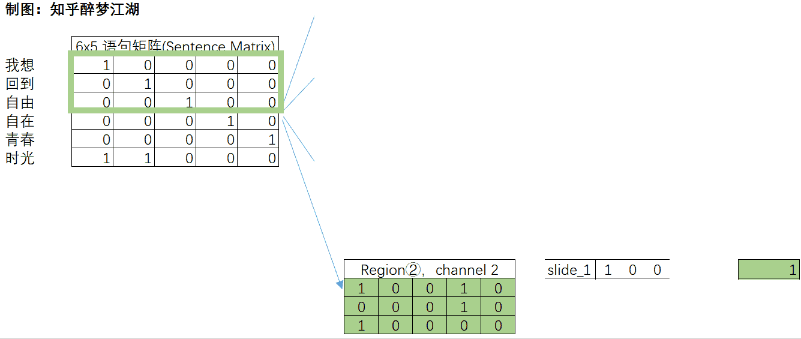 制图：知乎醉梦江湖
6x5 语句矩阵(Sentence Matrix)
我想 1 0 0 0 0
回到 0 1 0 0 0
自由 0 0 1 0 0
自在 0 0 0 1 0
青春 0 0 0 0 1
时光 1 1 0 0 0
Region②，channel 2
1 0 0 1 0
0 0 0 1 0
1 0 0 0 0
slide_1 1 0 0
1